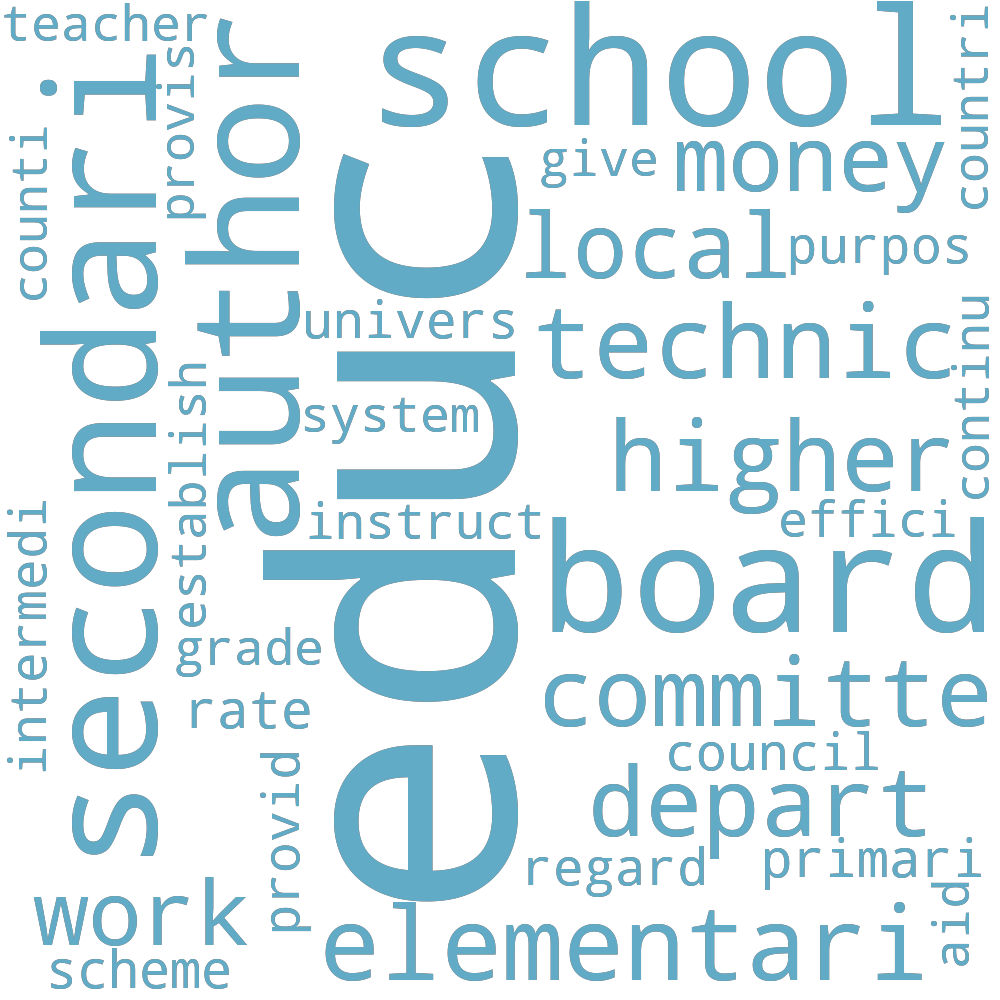 teacher
school
secondari
provis
author
countri
counti
educ
give
money
local
purpos
univers
technic
continu
establish
system
higher
instruct
effici
intermedi
board
grade
committe
rate
council
provid
depart
regard
primari
work
aid
elementari
scheme